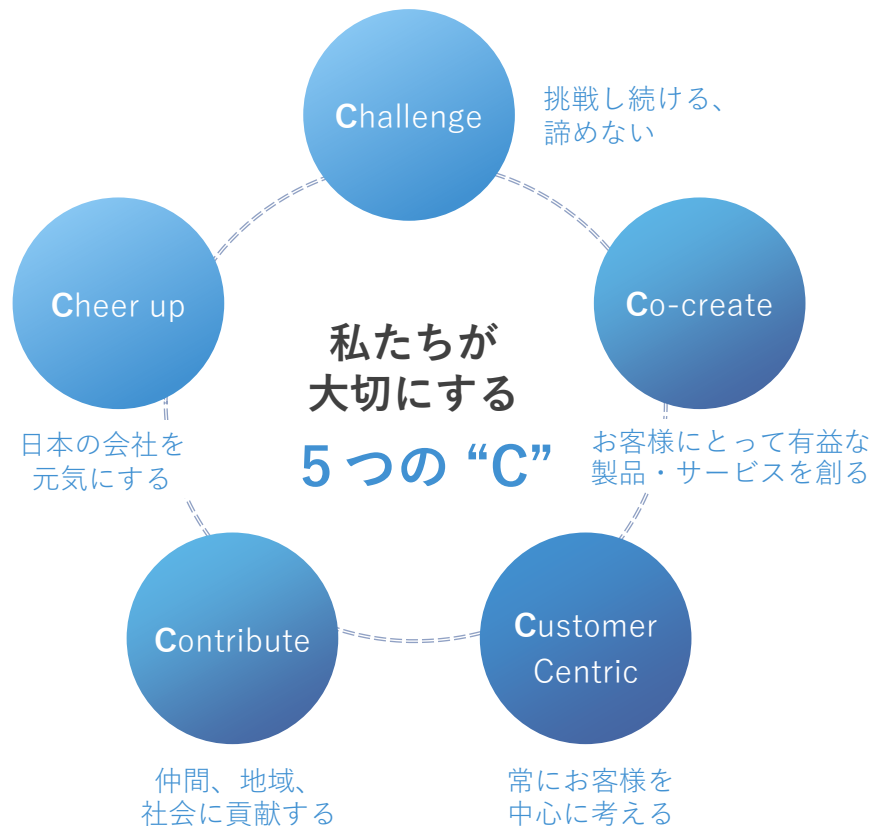 Challenge
挑戦し続ける、
諦めない
Co-create
お客様にとって有益な
製品・サービスを創る
Customer
Centric
常にお客様を
中心に考える
Contribute
仲間、地域、
社会に貢献する
Cheer up
日本の会社を
元気にする
私たちが
大切にする
5つの“C”